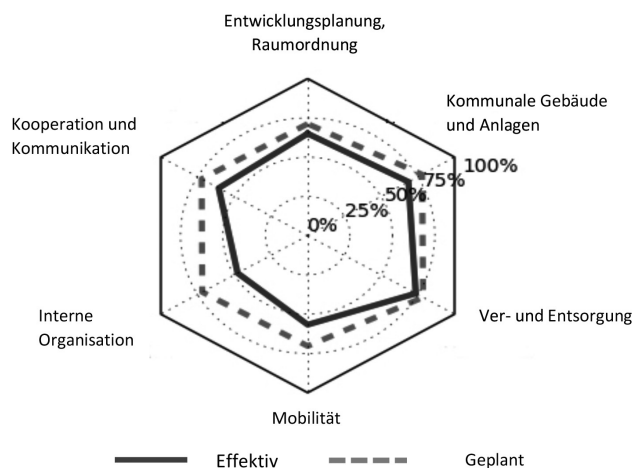 Entwicklungsplanung,
Raumordnung
Kommunale Gebäude
und Anlagen
Kooperation und
Kommunikation
100%
75%
50%
25%
0%
Interne
Organisation
Ver- und Entsorgung
Mobilität
Effektiv
Geplant